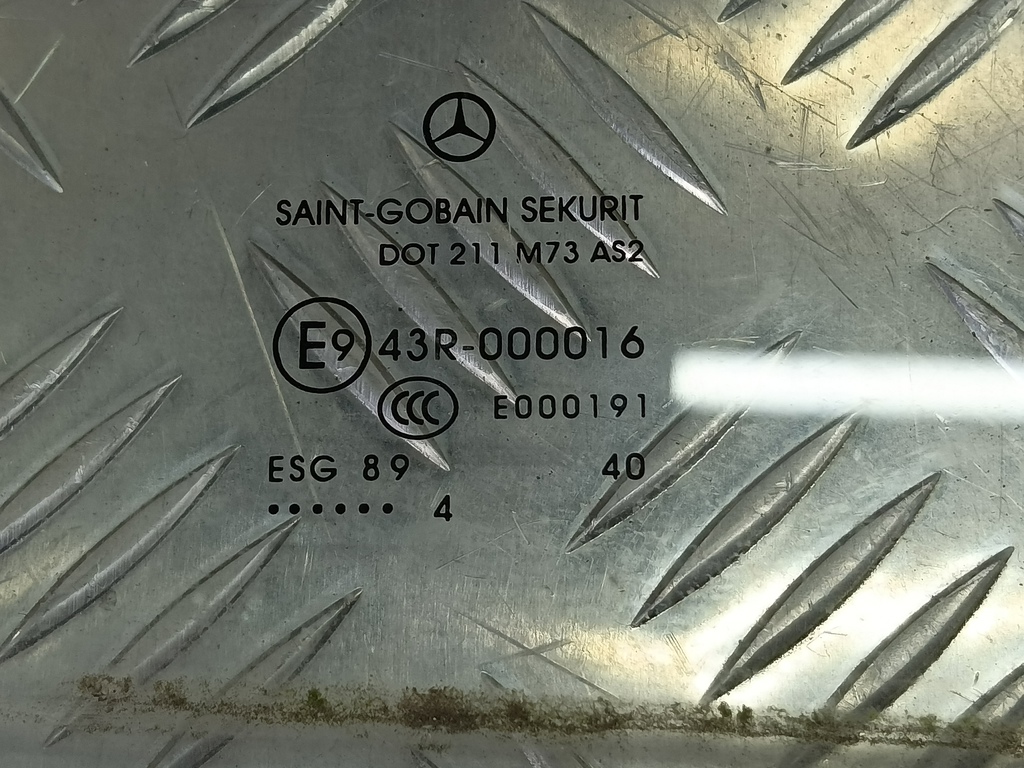 SAINT-GOBAIN SEKURIT
DOT 211 M73 AS2
E9 43R-000016
CCC E000191
ESG 89 40
...... 4